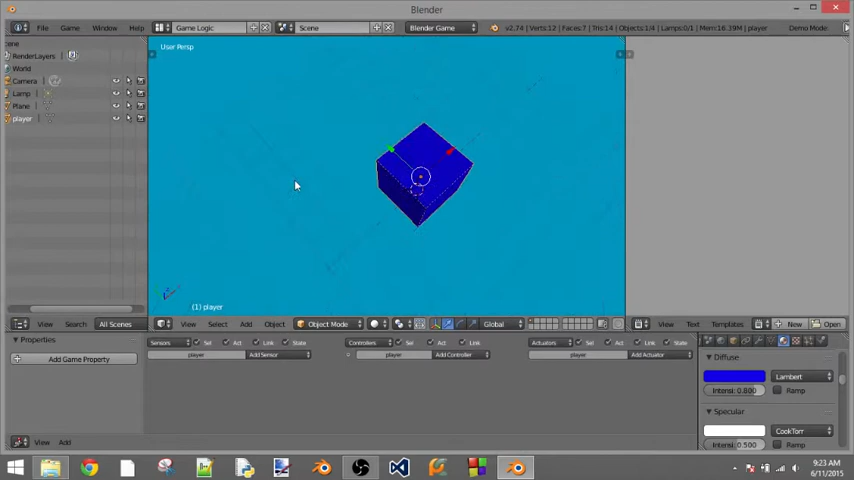 Blender
File Game Window Help Game Logic Scene Blender Game v2.74 | Verts:12 | Faces:7 | Tris:14 | Objects:1/4 | Lamps:0/1 | Mem:16.19M | player Demo Mode
cene
RenderLayers
World
Camera
Lamp
Plane
player
User Persp
(1) player
View Search All Scenes
View Select Add Object Object Mode Global
View Text Templates New Open
Properties
Add Game Property
Sensors Sel Act Link State
player Add Sensor
Controllers Sel Act Link
player Add Controller
Actuators Sel Act Link State
player Add Actuator
Diffuse
Lambert
Intensi: 0.800 Ramp
Specular
CookTorr
Intensi: 0.500 Ramp
View Add
9:23 AM
6/11/2015